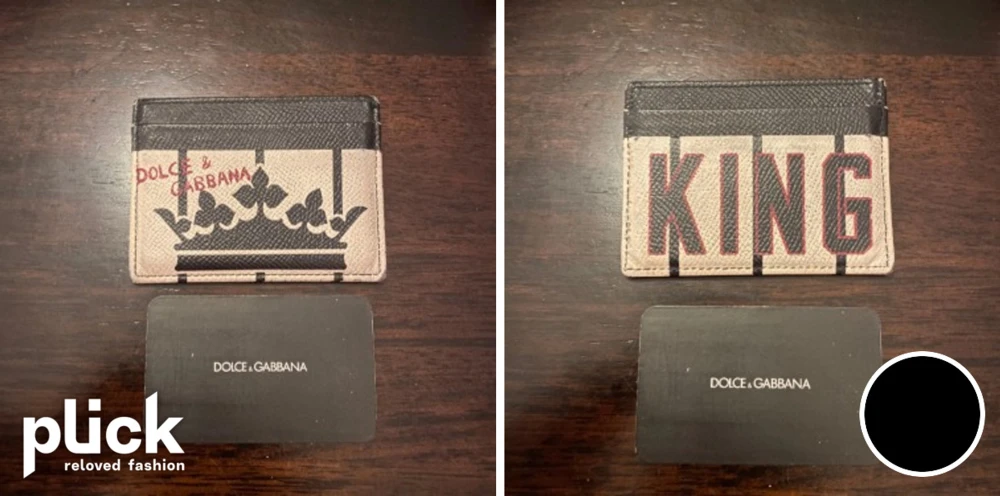 DOLCE &
GABBANA
DOLCE & GABBANA
plick
reloved fashion
KING
DOLCE & GABBANA